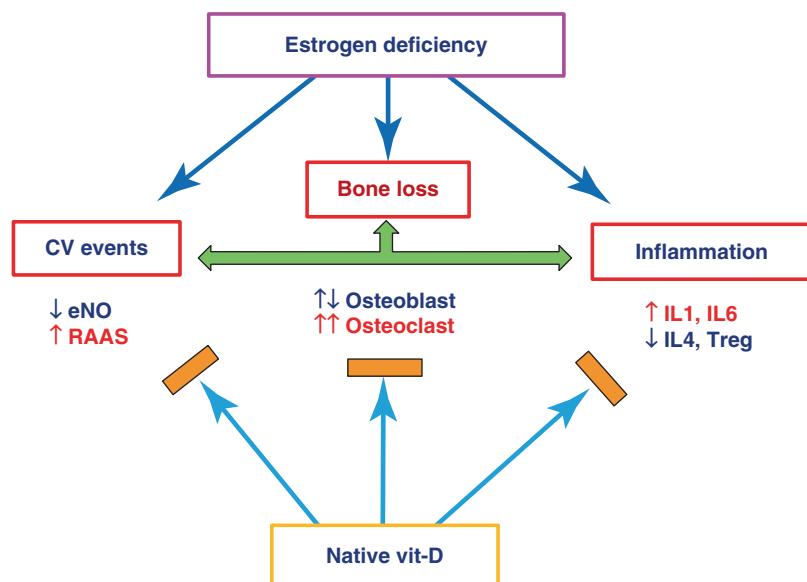 Estrogen deficiency
Bone loss
CV events
Inflammation
↓ eNO
↑ RAAS
↑↓ Osteoblast
↑↑ Osteoclast
↑ IL1, IL6
↓ IL4, Treg
Native vit-D